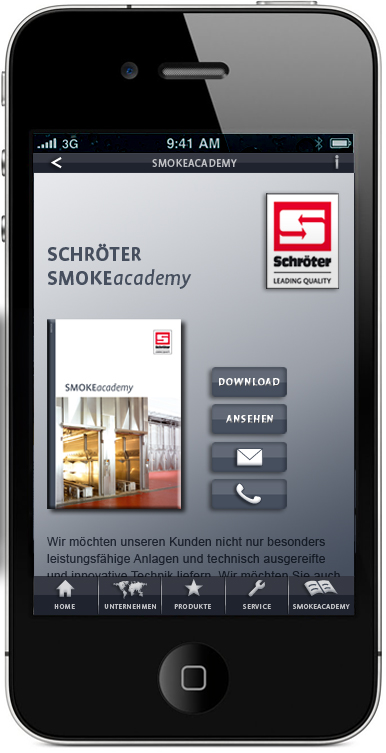 3G 9:41 AM
< SMOKEACADEMY i
Schröter
LEADING QUALITY
SCHRÖTER
SMOKEacademy
SMOKEacademy
DOWNLOAD
ANSEHEN
Wir möchten unseren Kunden nicht nur besonders
leistungsfähige Anlagen und technisch ausgereifte
und innovative Technik liefern. Wir möchten Sie auch
HOME UNTERNEHMEN PRODUKTE SERVICE SMOKEACADEMY